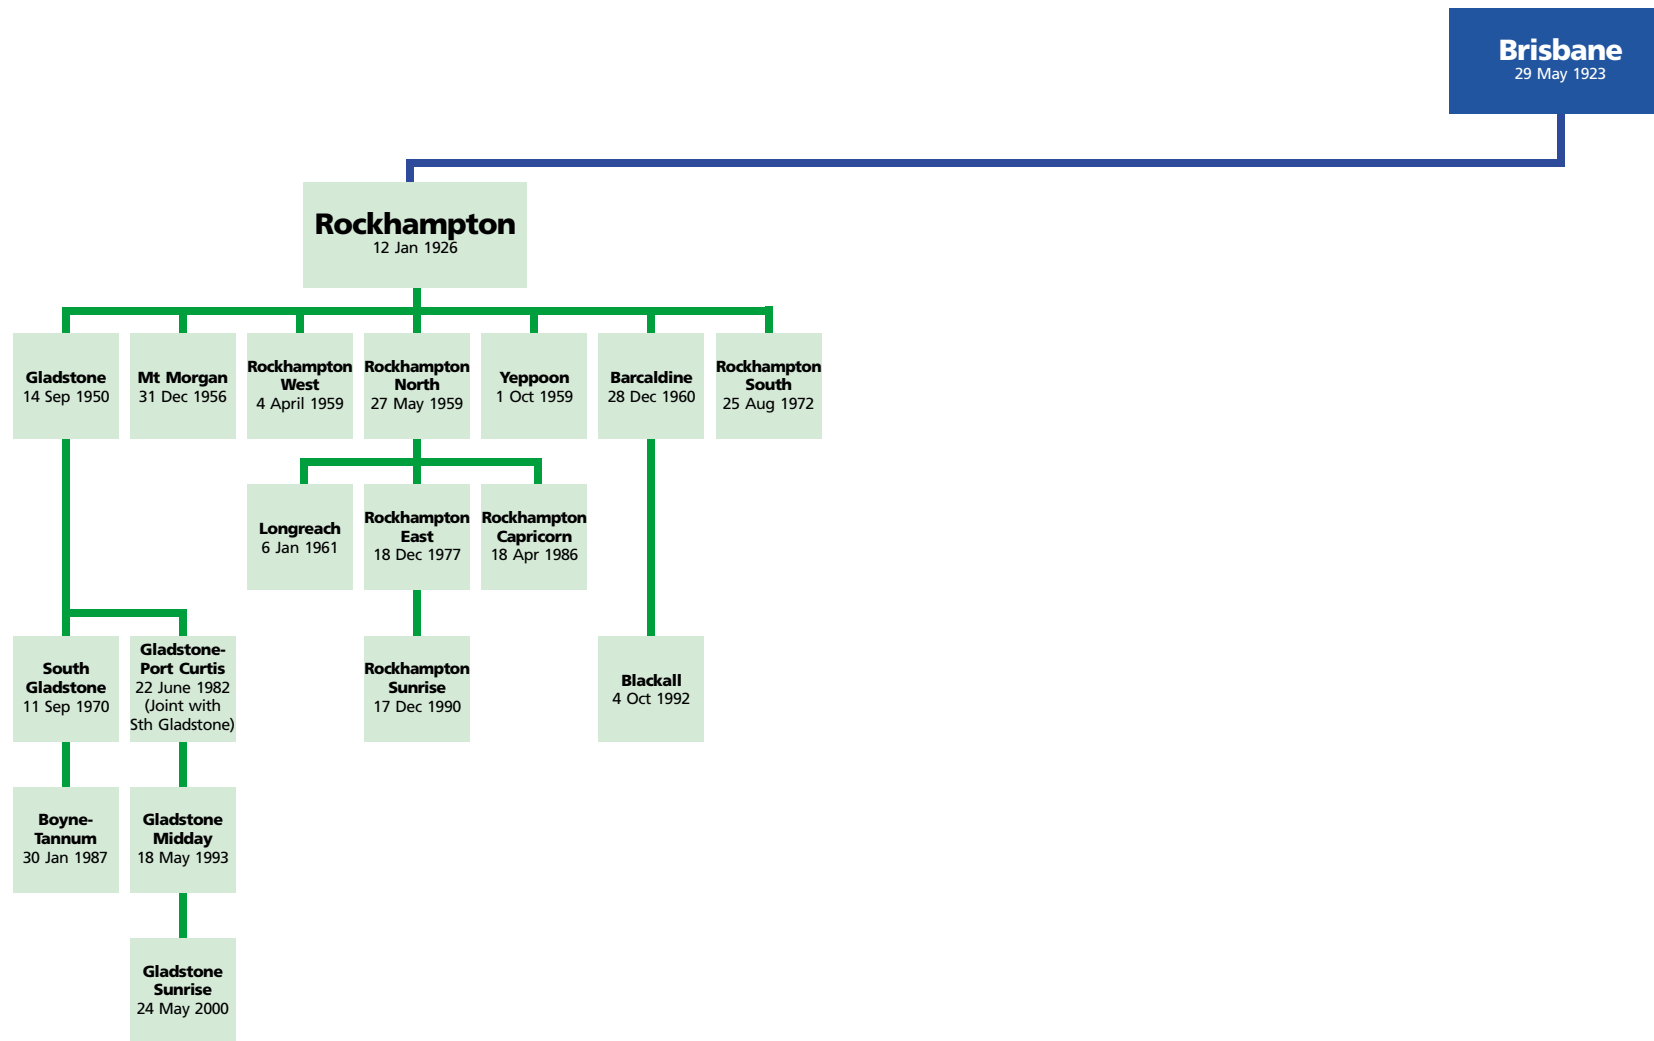 Brisbane
29 May 1923
Rockhampton
12 Jan 1926
Gladstone
14 Sep 1950
Mt Morgan
31 Dec 1956
Rockhampton
West
4 April 1959
Rockhampton
North
27 May 1959
Yeppoon
1 Oct 1959
Barcaldine
28 Dec 1960
Rockhampton
South
25 Aug 1972
Longreach
6 Jan 1961
Rockhampton
East
18 Dec 1977
Rockhampton
Capricorn
18 Apr 1986
South
Gladstone
11 Sep 1970
Gladstone-
Port Curtis
22 June 1982
(Joint with
Sth Gladstone)
Rockhampton
Sunrise
17 Dec 1990
Blackall
4 Oct 1992
Boyne-
Tannum
30 Jan 1987
Gladstone
Midday
18 May 1993
Gladstone
Sunrise
24 May 2000